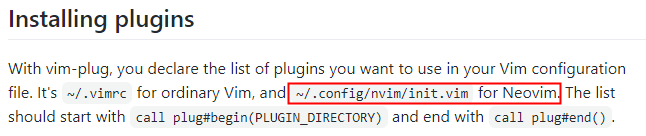 Installing plugins
With vim-plug, you declare the list of plugins you want to use in your Vim configuration
file. It's ~/.vimrc for ordinary Vim, and ~/.config/nvim/init.vim for Neovim. The list
should start with call plug#begin(PLUGIN_DIRECTORY) and end with call plug#end() .